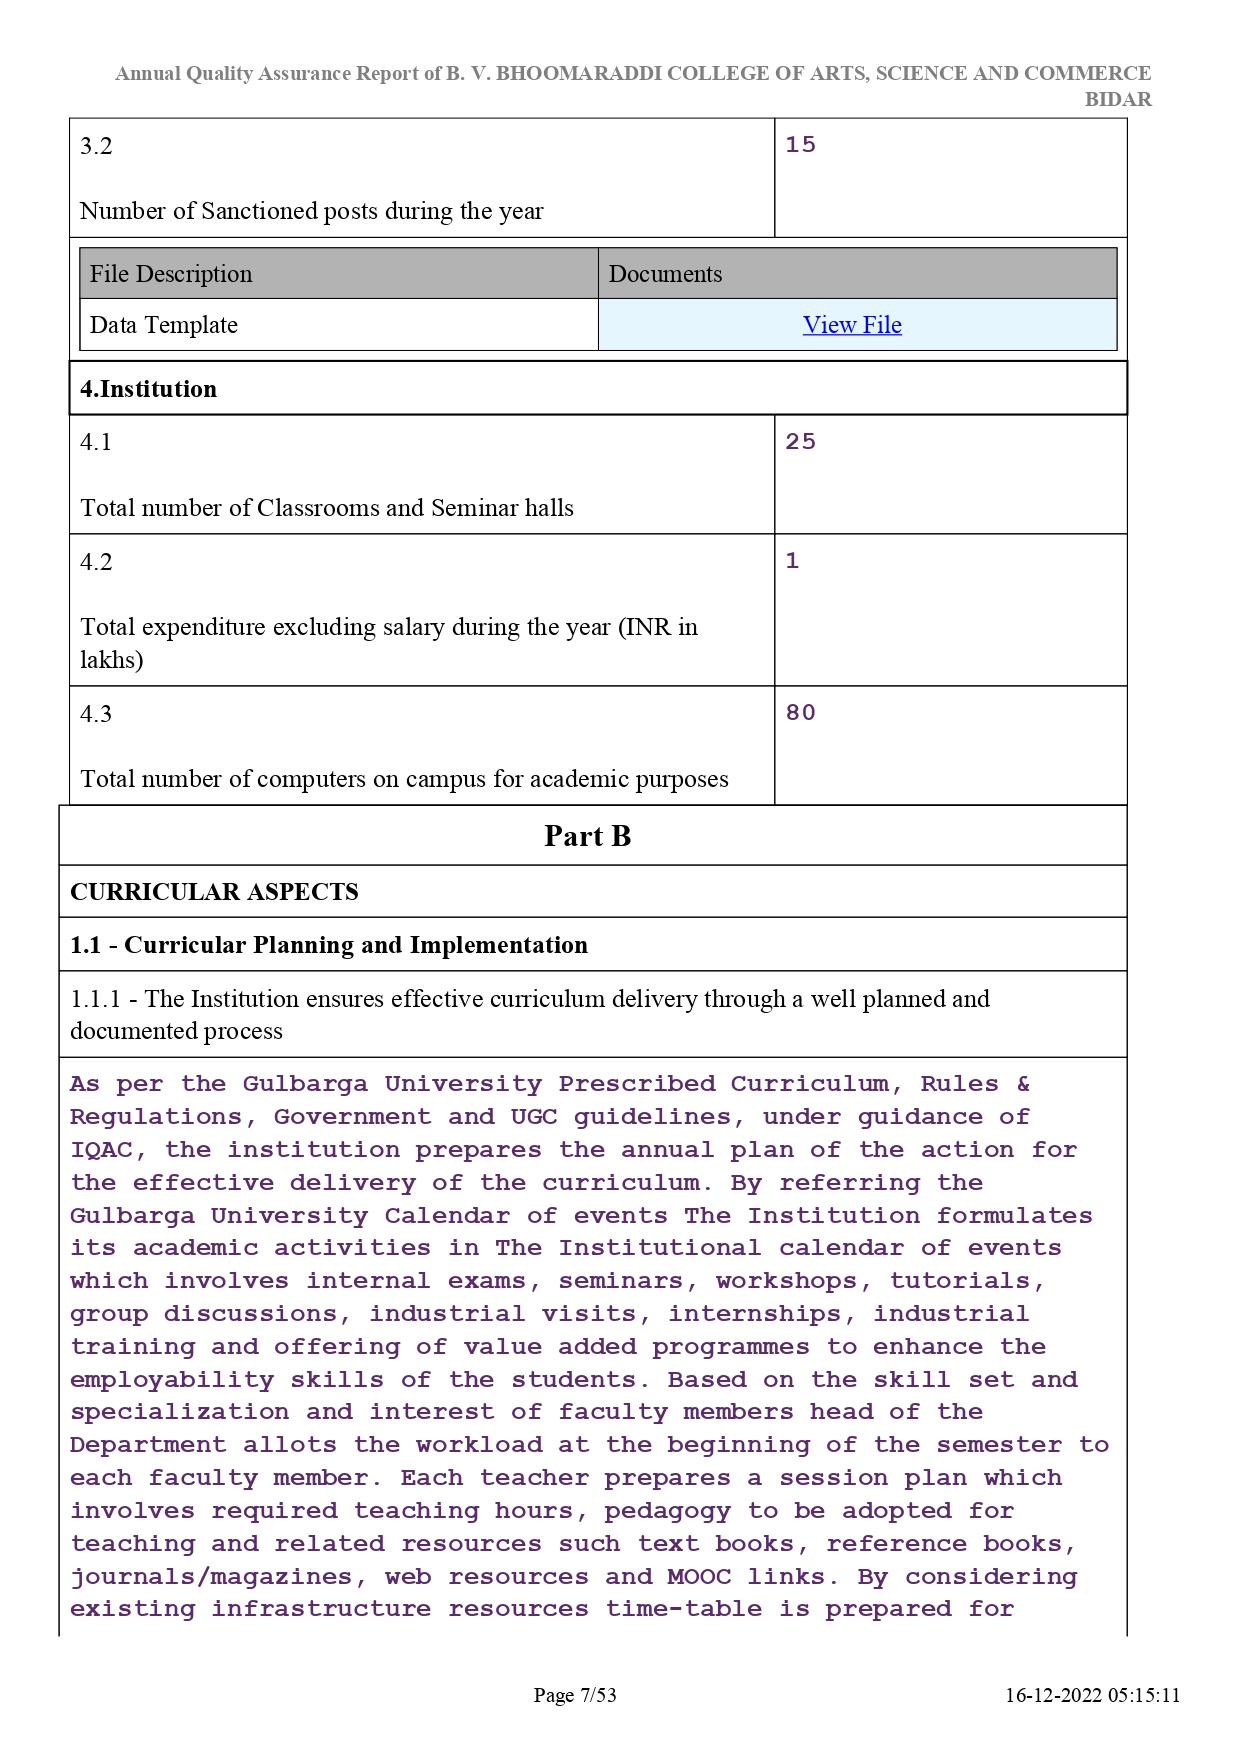 Annual Quality Assurance Report of B. V. BHOOMARADDI COLLEGE OF ARTS, SCIENCE AND COMMERCE
BIDAR
3.2
15
Number of Sanctioned posts during the year
File Description
Documents
Data Template
View File
4.Institution
4.1
25
Total number of Classrooms and Seminar halls
4.2
1
Total expenditure excluding salary during the year (INR in
lakhs)
4.3
80
Total number of computers on campus for academic purposes
Part B
CURRICULAR ASPECTS
1.1 - Curricular Planning and Implementation
1.1.1 - The Institution ensures effective curriculum delivery through a well planned and
documented process
As per the Gulbarga University Prescribed Curriculum, Rules &
Regulations, Government and UGC guidelines, under guidance of
IQAC, the institution prepares the annual plan of the action for
the effective delivery of the curriculum. By referring the
Gulbarga University Calendar of events The Institution formulates
its academic activities in The Institutional calendar of events
which involves internal exams, seminars, workshops, tutorials,
group discussions, industrial visits, internships, industrial
training and offering of value added programmes to enhance the
employability skills of the students. Based on the skill set and
specialization and interest of faculty members head of the
Department allots the workload at the beginning of the semester to
each faculty member. Each teacher prepares a session plan which
involves required teaching hours, pedagogy to be adopted for
teaching and related resources such text books, reference books,
journals/magazines, web resources and MOOC links. By considering
existing infrastructure resources time-table is prepared for
Page 7/53
16-12-2022 05:15:11